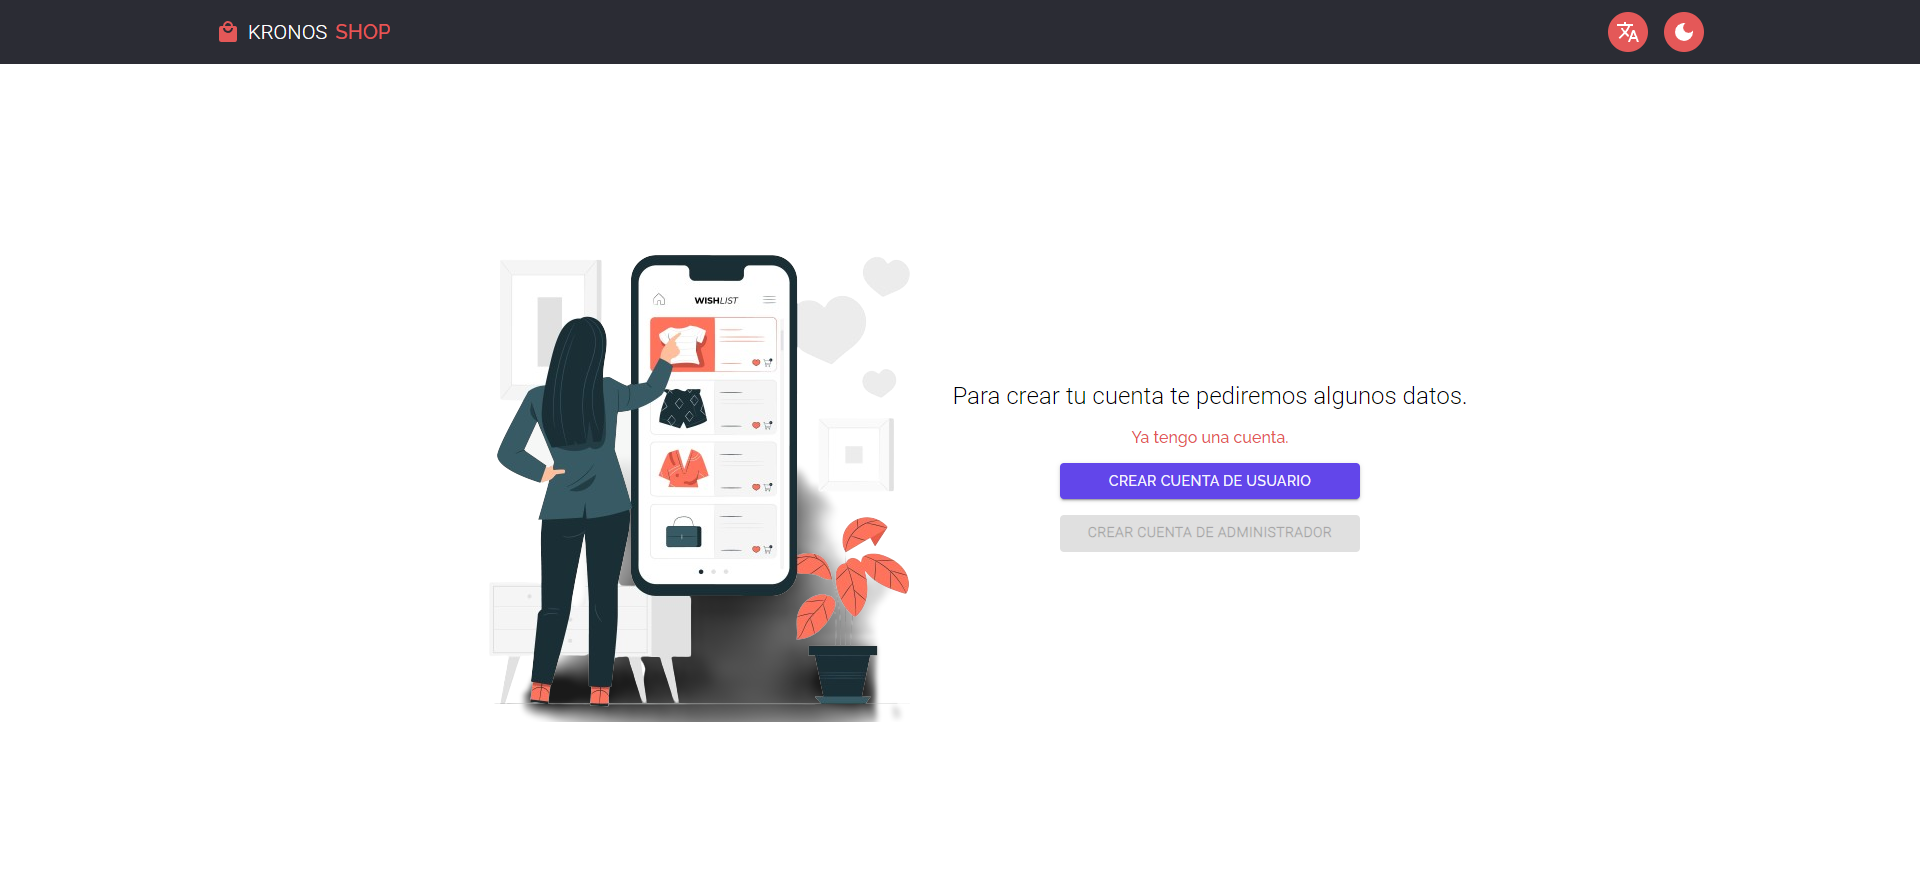 KRONOS SHOP
WISHLIST
Para crear tu cuenta te pediremos algunos datos.
Ya tengo una cuenta.
CREAR CUENTA DE USUARIO
CREAR CUENTA DE ADMINISTRADOR